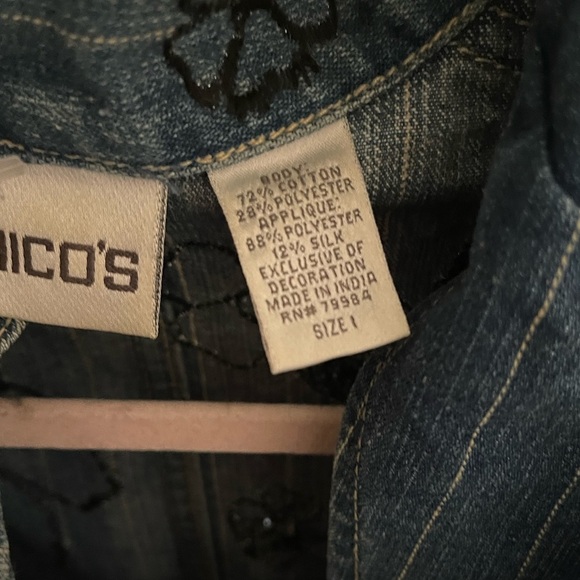 HICO'S
BODY:
72% COTTON
28% POLYESTER
APPLIQUE:
88% POLYESTER
12% SILK
EXCLUSIVE OF
DECORATION
MADE IN INDIA
RN# 79984
SIZE 1